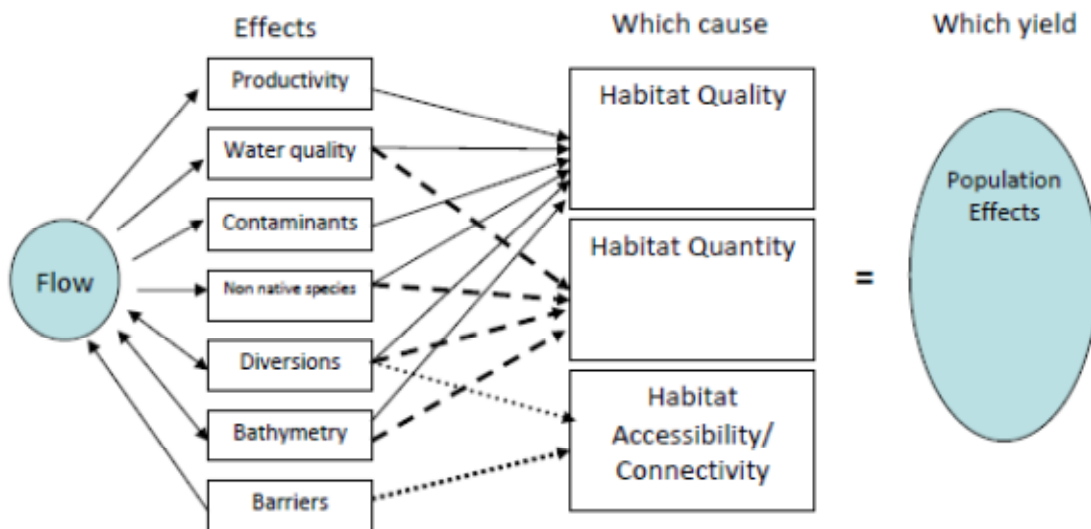 Effects
Which cause
Which yield
Productivity
Water quality
Contaminants
Non native species
Diversions
Bathymetry
Barriers
Flow
Habitat Quality
Habitat Quantity
Habitat
Accessibility/
Connectivity
=
Population
Effects